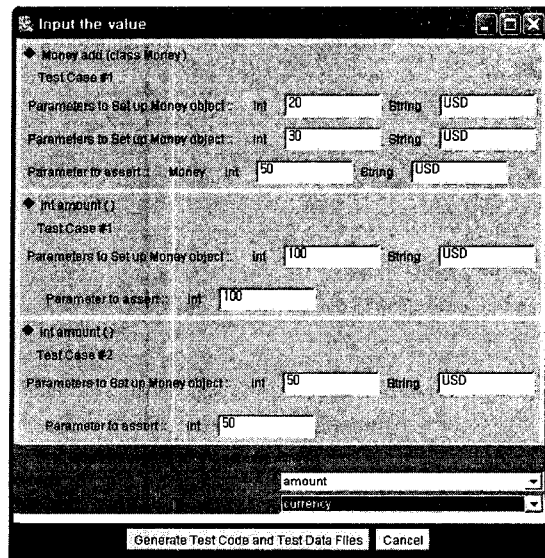 Input the value
◆ Money add (class Money)
Test Case #1
Parameters to Set up Money object :: int 20 String USD
Parameters to Set up Money object :: int 30 String USD
Parameter to assert :: Money int 50 String USD
◆ int amount ( )
Test Case #1
Parameters to Set up Money object :: int 100 String USD
Parameter to assert :: int 100
◆ int amount ( )
Test Case #2
Parameters to Set up Money object :: int 50 String USD
Parameter to assert :: int 50
amount
currency
Generate Test Code and Test Data Files Cancel